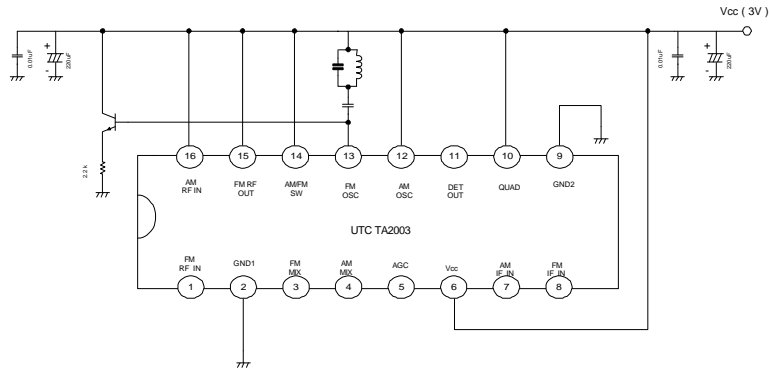 Vcc ( 3V )
+
-
0.01uF
220uF
0.01uF
+
-
220uF
2.2 k
16
15
14
13
12
11
10
9
AM
RF IN
FM RF
OUT
AM/FM
SW
FM
OSC
AM
OSC
DET
OUT
QUAD
GND2
UTC TA2003
FM
RF IN
GND1
FM
MIX
AM
MIX
AGC
Vcc
AM
IF IN
FM
IF IN
1
2
3
4
5
6
7
8